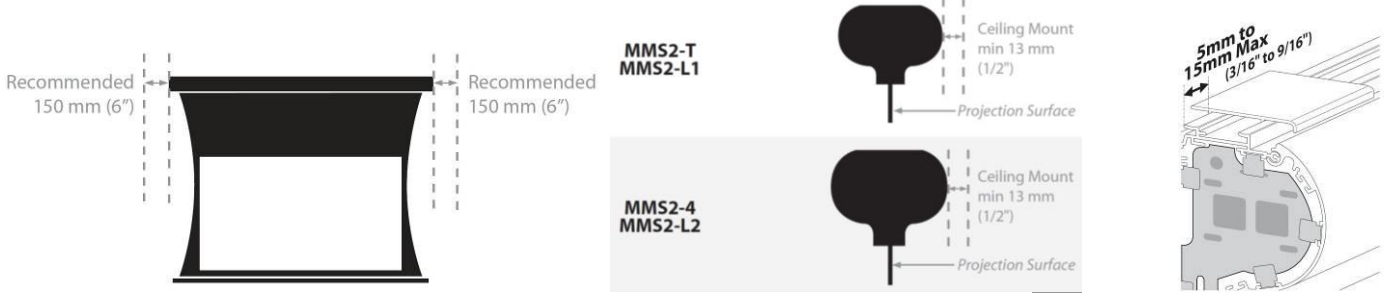 Recommended
150 mm (6”)
Recommended
150 mm (6”)
MMS2-T
MMS2-L1
Ceiling Mount
min 13 mm
(1/2")
Projection Surface
MMS2-4
MMS2-L2
Ceiling Mount
min 13 mm
(1/2")
Projection Surface
5mm to
15mm Max
(3/16" to 9/16")